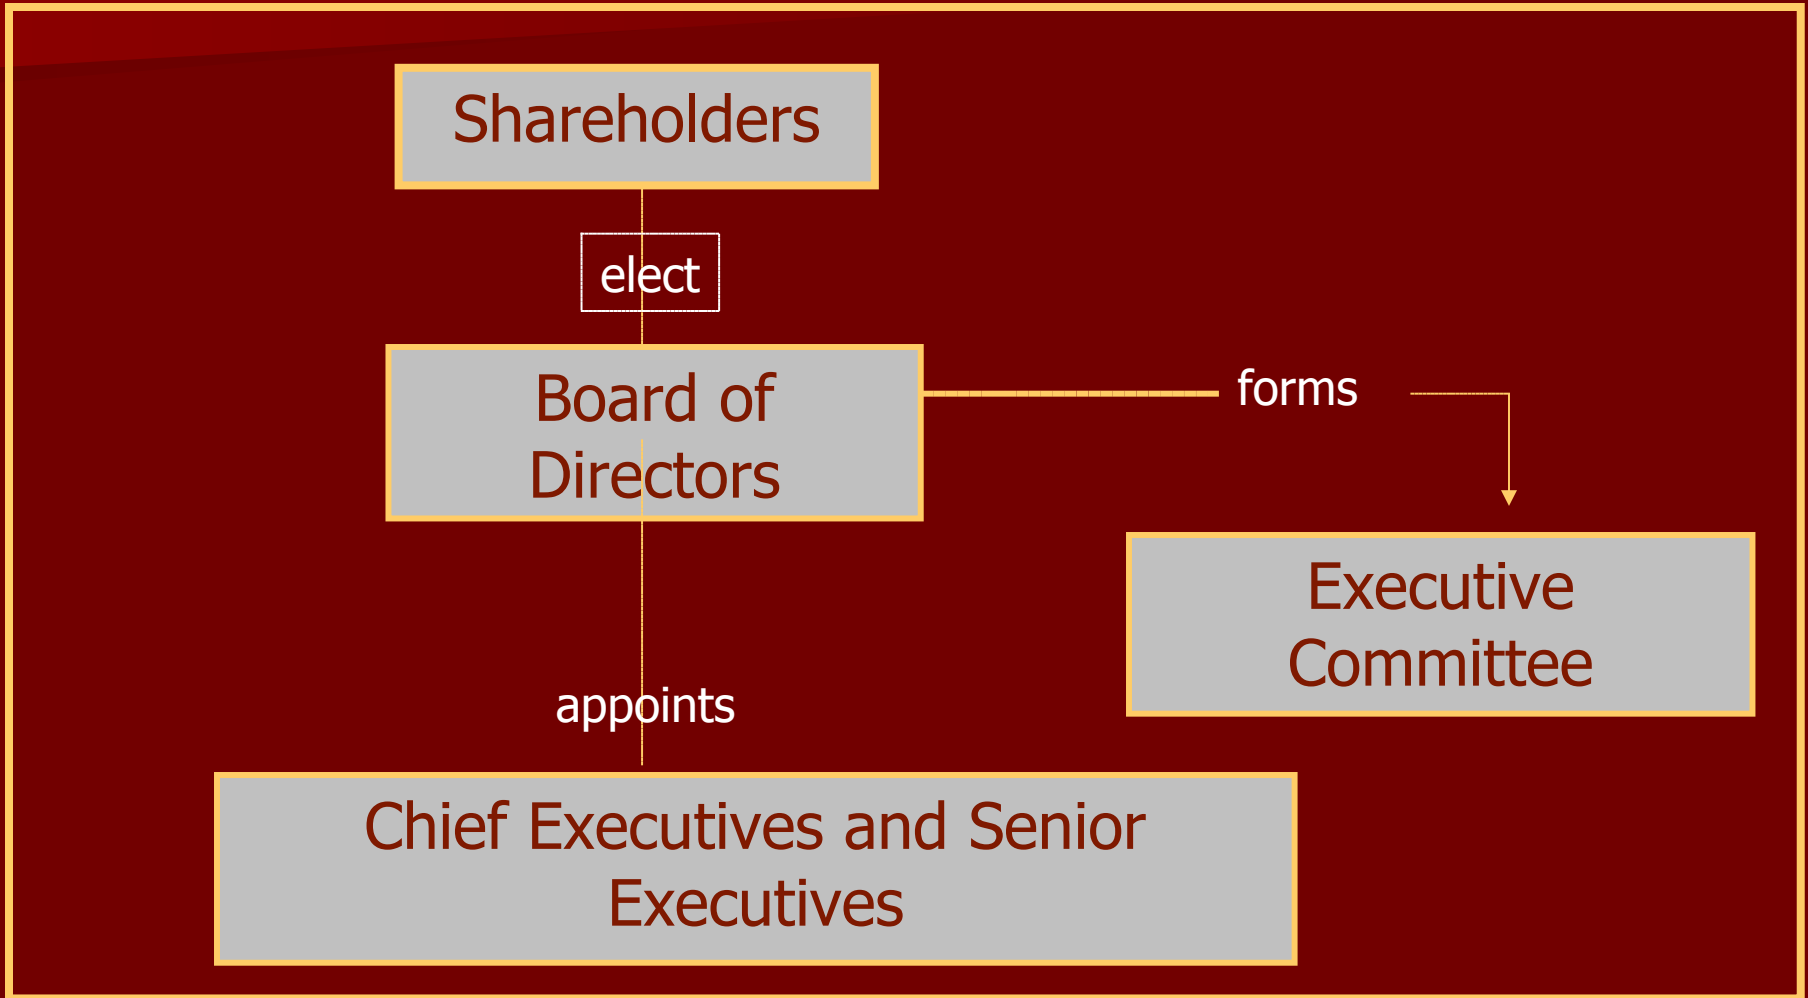 Shareholders
elect
Board of
Directors
forms
Executive
Committee
appoints
Chief Executives and Senior
Executives